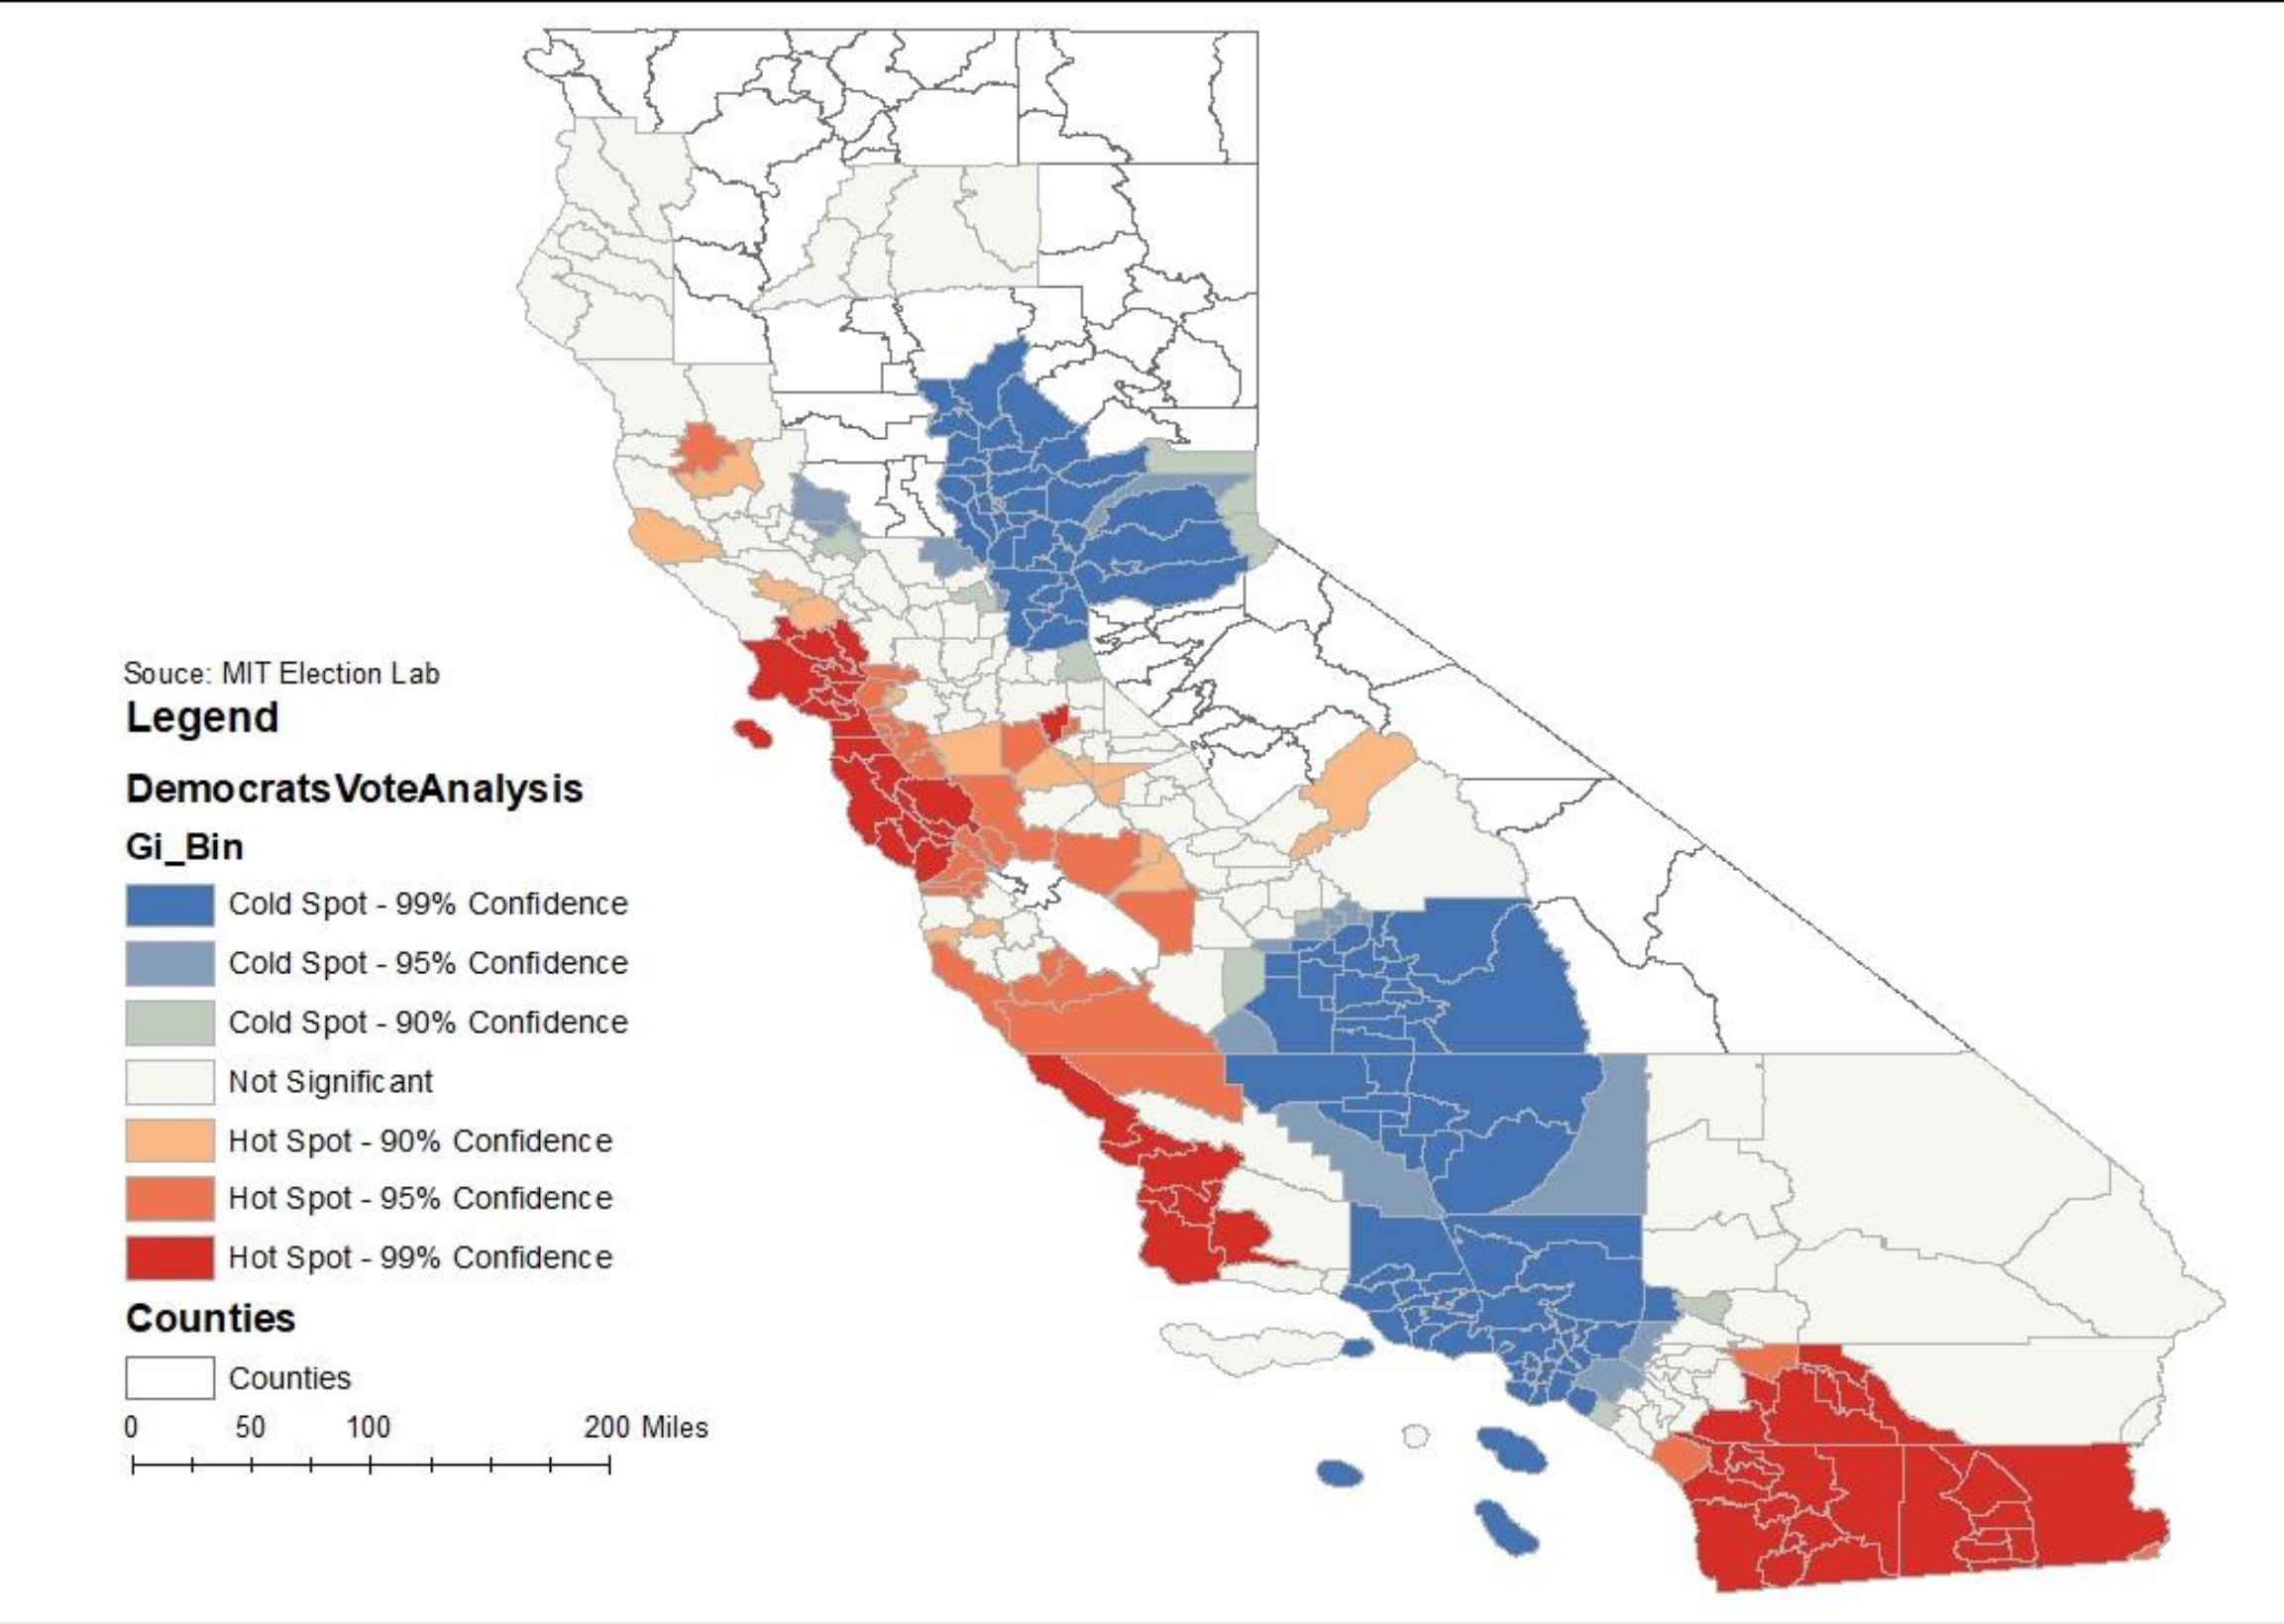 Souce: MIT Election Lab
Legend
DemocratsVoteAnalysis
Gi_Bin
Cold Spot - 99% Confidence
Cold Spot - 95% Confidence
Cold Spot - 90% Confidence
Not Significant
Hot Spot - 90% Confidence
Hot Spot - 95% Confidence
Hot Spot - 99% Confidence
Counties
Counties
0 50 100 200 Miles